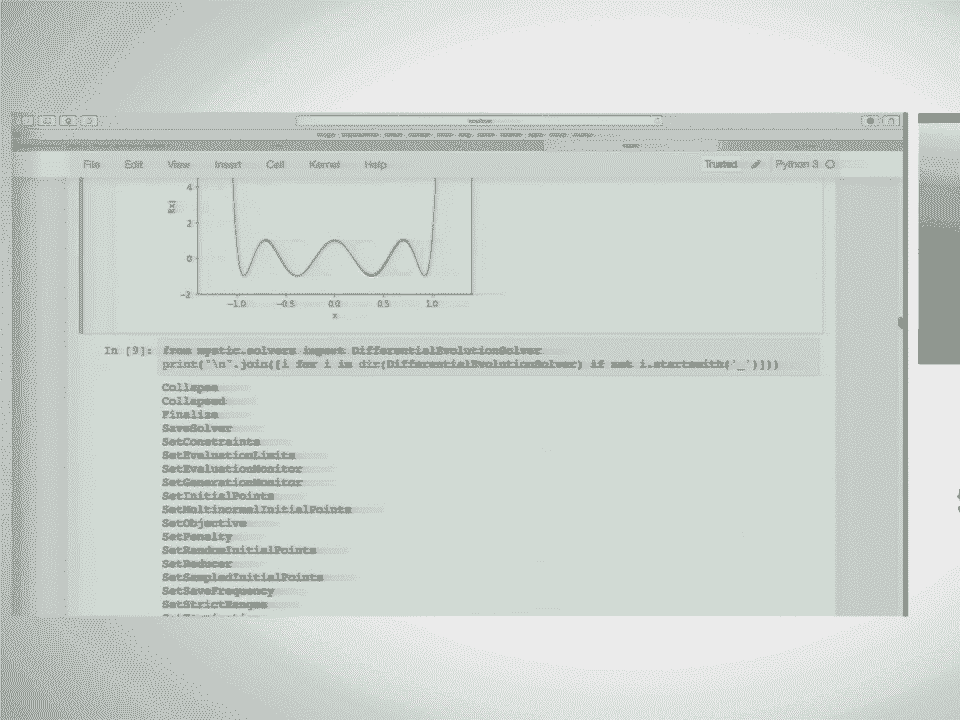 File Edit View Insert Cell Kernel Help Trusted Python 3
4
2
f(x)
0
-2
-1.0 -0.5 0.0 0.5 1.0
x
In [9]: from mystic.solvers import DifferentialEvolutionSolver
print("\n".join([i for i in dir(DifferentialEvolutionSolver) if not i.startswith('_')]))
Collapse
Collapsed
Finalize
SaveSolver
SetConstraints
SetEvaluationLimits
SetEvaluationMonitor
SetGenerationMonitor
SetInitialPoints
SetMultinormalInitialPoints
SetObjective
SetPenalty
SetRandomInitialPoints
SetReducer
SetSampledInitialPoints
SetSaveFrequency
SetStrictRanges